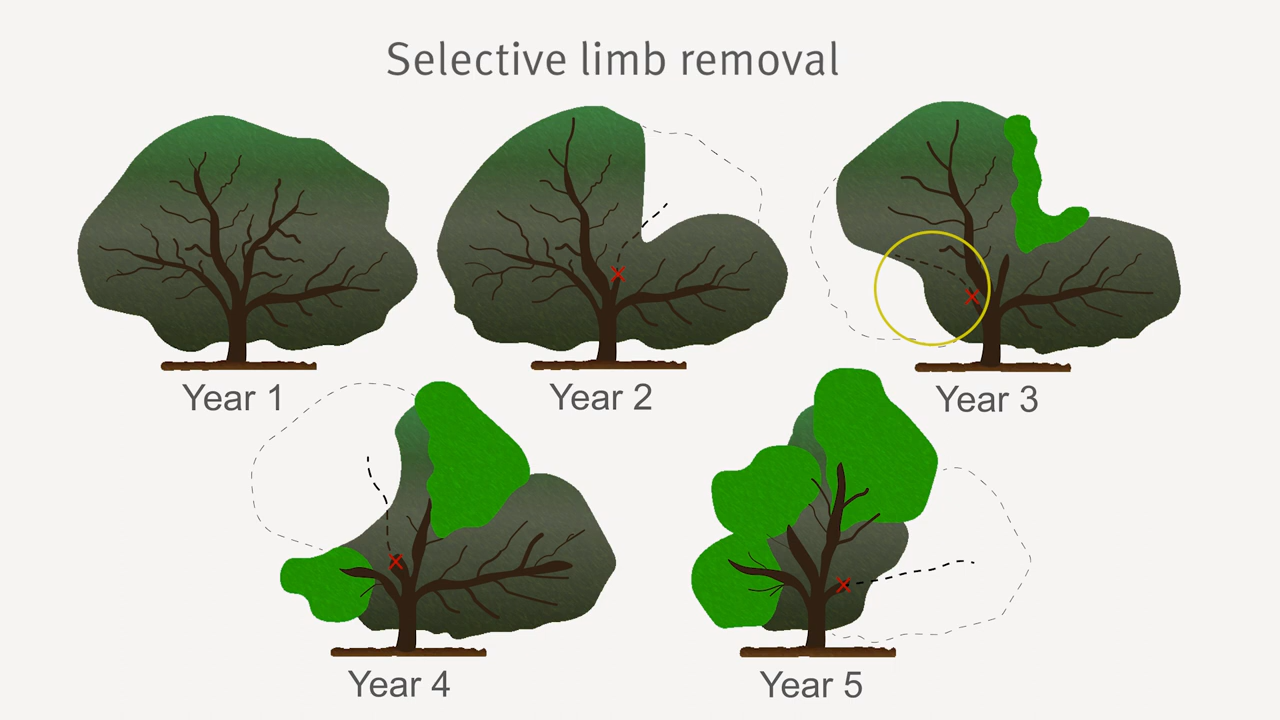 Selective limb removal
Year 1
Year 2
Year 3
Year 4
Year 5